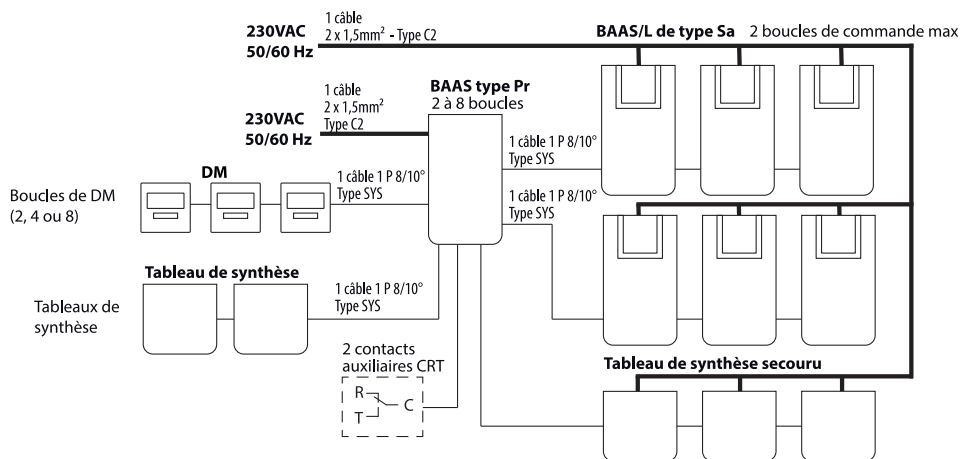 230VAC
50/60 Hz
1 câble
2 x 1,5mm² - Type C2
BAAS/L de type Sa 2 boucles de commande max
1 câble
2 x 1,5mm²
Type C2
230VAC
50/60 Hz
BAAS type Pr
2 à 8 boucles
1 câble 1 P 8/10°
Type SYS
Boucles de DM
(2, 4 ou 8)
DM
1 câble 1 P 8/10°
Type SYS
1 câble 1 P 8/10°
Type SYS
Tableau de synthèse
Tableaux de
synthèse
1 câble 1 P 8/10°
Type SYS
2 contacts
auxiliaires CRT
R
C
T
Tableau de synthèse secouru